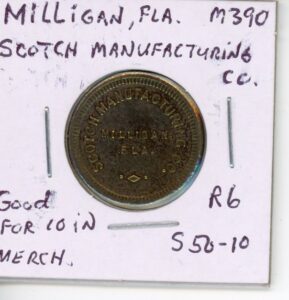 MILLIGAN, FLA. M390
SCOTCH MANUFACTURING
CO.
SCOTCH MANUFACTURING CO.
MILLIGAN
FLA.
Good
FOR 10 IN
MERCH.
R6
S50-10